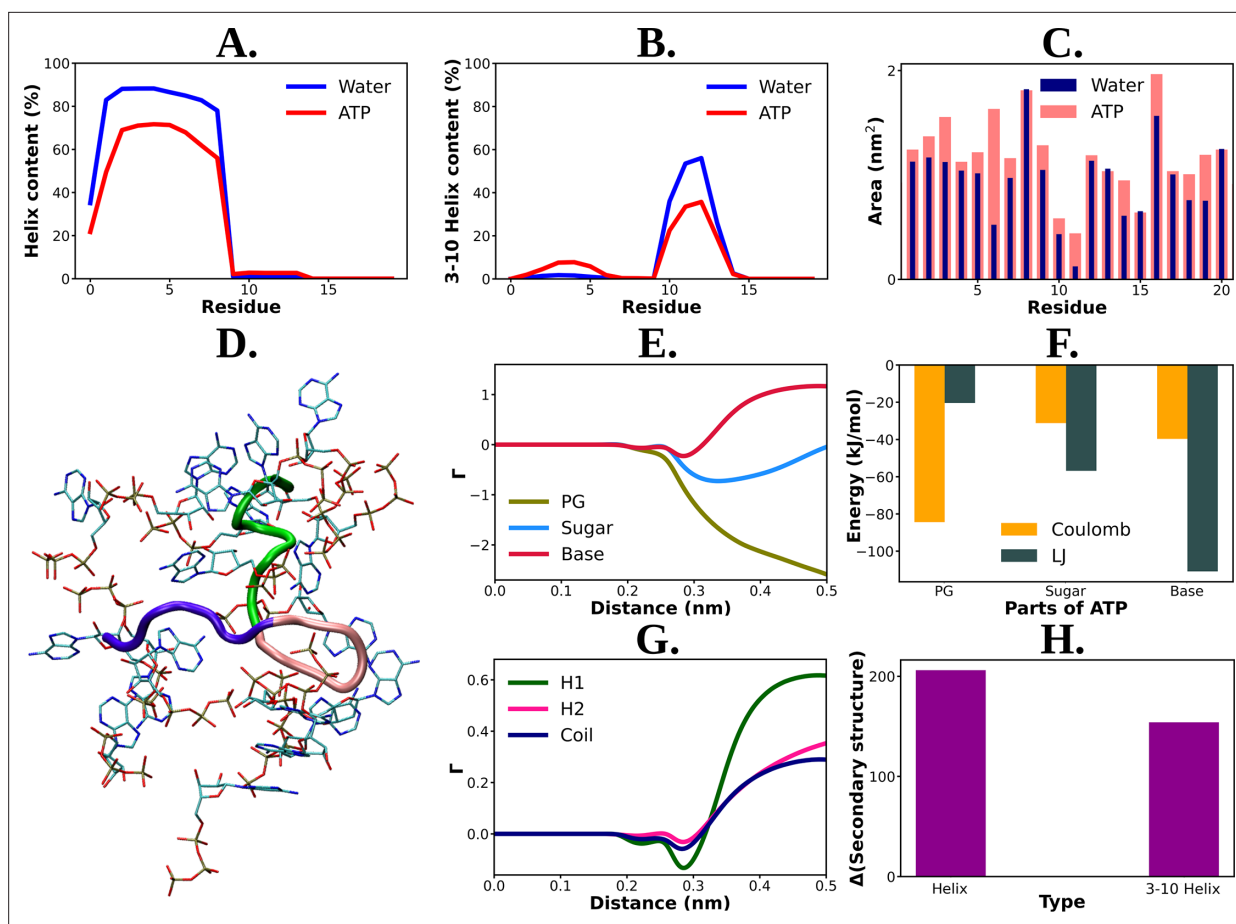 A.
Helix content (%)
100
80
60
40
20
0
Water
ATP
0 5 10 15
Residue
B.
3-10 Helix content (%)
100
80
60
40
20
0
Water
ATP
0 5 10 15
Residue
C.
Area (nm²)
2
0
Water
ATP
5 10 15 20
Residue
D.
E.
Γ
1
0
−1
−2
PG
Sugar
Base
0.0 0.1 0.2 0.3 0.4 0.5
Distance (nm)
F.
Energy (kJ/mol)
0
−20
−40
−60
−80
−100
Coulomb
LJ
PG Sugar Base
Parts of ATP
G.
Γ
0.6
0.4
0.2
0.0
H1
H2
Coil
0.0 0.1 0.2 0.3 0.4 0.5
Distance (nm)
H.
Δ(Secondary structure)
200
100
0
Helix 3-10 Helix
Type